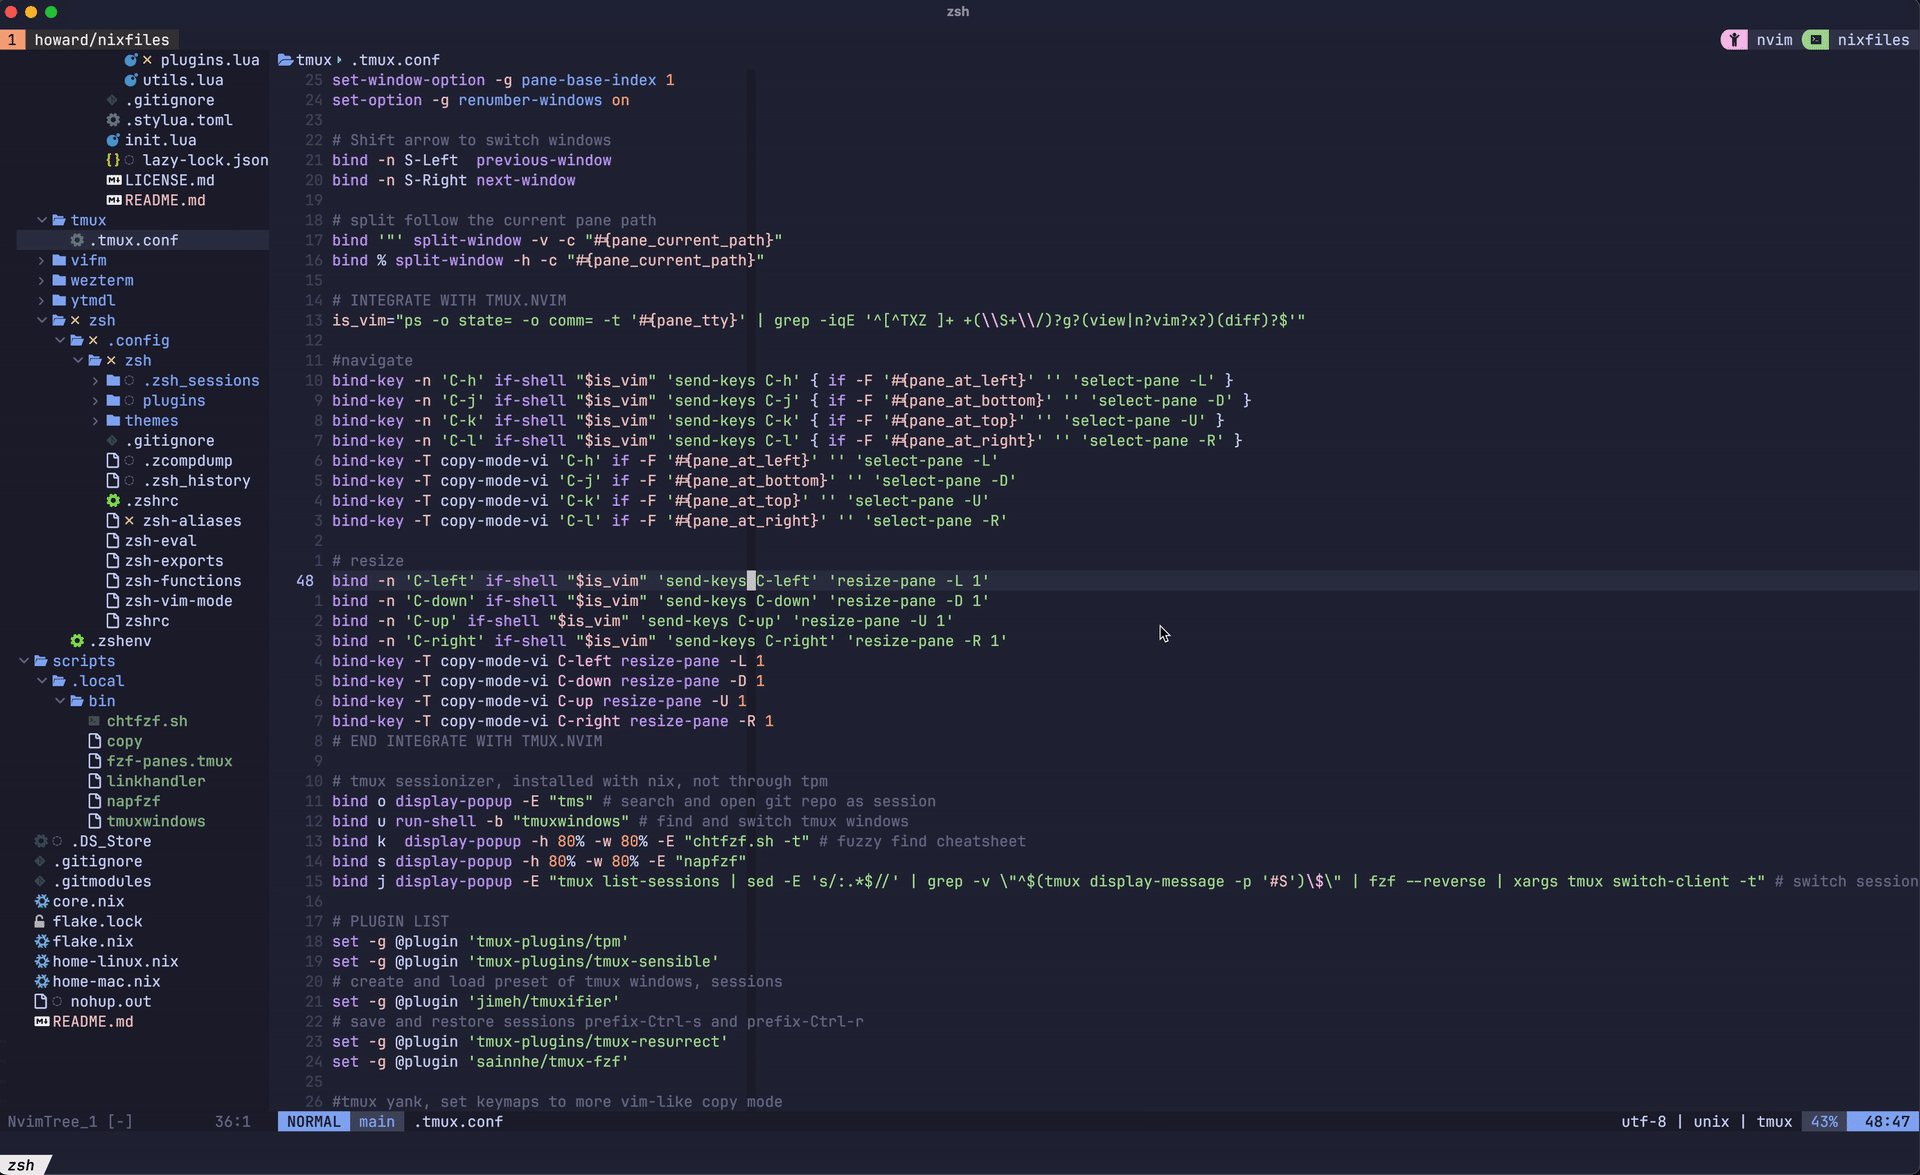 zsh
1 howard/nixfiles
nvim nixfiles
plugins.lua
utils.lua
.gitignore
.stylua.toml
init.lua
lazy-lock.json
LICENSE.md
README.md
tmux
.tmux.conf
vifm
wezterm
ytmdl
zsh
.config
zsh
.zsh_sessions
plugins
themes
.gitignore
.zcompdump
.zsh_history
.zshrc
zsh-aliases
zsh-eval
zsh-exports
zsh-functions
zsh-vim-mode
zshrc
.zshenv
scripts
.local
bin
chtfzf.sh
copy
fzf-panes.tmux
linkhandler
napfzf
tmuxwindows
.DS_Store
.gitignore
.gitmodules
core.nix
flake.lock
flake.nix
home-linux.nix
home-mac.nix
nohup.out
README.md
tmux .tmux.conf
25 set-window-option -g pane-base-index 1
24 set-option -g renumber-windows on
23
22 # Shift arrow to switch windows
21 bind -n S-Left  previous-window
20 bind -n S-Right next-window
19
18 # split follow the current pane path
17 bind '"' split-window -v -c "#{pane_current_path}"
16 bind % split-window -h -c "#{pane_current_path}"
15
14 # INTEGRATE WITH TMUX.NVIM
13 is_vim="ps -o state= -o comm= -t '#{pane_tty}' | grep -iqE '^[^TXZ ]+ +(\\S+\\/)?g?(view|n?vim?x?)(diff)?$'"
12
11 #navigate
10 bind-key -n 'C-h' if-shell "$is_vim" 'send-keys C-h' { if -F '#{pane_at_left}' '' 'select-pane -L' }
9 bind-key -n 'C-j' if-shell "$is_vim" 'send-keys C-j' { if -F '#{pane_at_bottom}' '' 'select-pane -D' }
8 bind-key -n 'C-k' if-shell "$is_vim" 'send-keys C-k' { if -F '#{pane_at_top}' '' 'select-pane -U' }
7 bind-key -n 'C-l' if-shell "$is_vim" 'send-keys C-l' { if -F '#{pane_at_right}' '' 'select-pane -R' }
6 bind-key -T copy-mode-vi 'C-h' if -F '#{pane_at_left}' '' 'select-pane -L'
5 bind-key -T copy-mode-vi 'C-j' if -F '#{pane_at_bottom}' '' 'select-pane -D'
4 bind-key -T copy-mode-vi 'C-k' if -F '#{pane_at_top}' '' 'select-pane -U'
3 bind-key -T copy-mode-vi 'C-l' if -F '#{pane_at_right}' '' 'select-pane -R'
2
1 # resize
48 bind -n 'C-left' if-shell "$is_vim" 'send-keys C-left' 'resize-pane -L 1'
1 bind -n 'C-down' if-shell "$is_vim" 'send-keys C-down' 'resize-pane -D 1'
2 bind -n 'C-up' if-shell "$is_vim" 'send-keys C-up' 'resize-pane -U 1'
3 bind -n 'C-right' if-shell "$is_vim" 'send-keys C-right' 'resize-pane -R 1'
4 bind-key -T copy-mode-vi C-left resize-pane -L 1
5 bind-key -T copy-mode-vi C-down resize-pane -D 1
6 bind-key -T copy-mode-vi C-up resize-pane -U 1
7 bind-key -T copy-mode-vi C-right resize-pane -R 1
8 # END INTEGRATE WITH TMUX.NVIM
9
10 # tmux sessionizer, installed with nix, not through tpm
11 bind o display-popup -E "tms" # search and open git repo as session
12 bind u run-shell -b "tmuxwindows" # find and switch tmux windows
13 bind k  display-popup -h 80% -w 80% -E "chtfzf.sh -t" # fuzzy find cheatsheet
14 bind s display-popup -h 80% -w 80% -E "napfzf"
15 bind j display-popup -E "tmux list-sessions | sed -E 's/:.*$//' | grep -v \"^$(tmux display-message -p '#S')\$\" | fzf --reverse | xargs tmux switch-client -t" # switch session
16
17 # PLUGIN LIST
18 set -g @plugin 'tmux-plugins/tpm'
19 set -g @plugin 'tmux-plugins/tmux-sensible'
20 # create and load preset of tmux windows, sessions
21 set -g @plugin 'jimeh/tmuxifier'
22 # save and restore sessions prefix-Ctrl-s and prefix-Ctrl-r
23 set -g @plugin 'tmux-plugins/tmux-resurrect'
24 set -g @plugin 'sainnhe/tmux-fzf'
25
26 #tmux yank, set keymaps to more vim-like copy mode
NvimTree_1 [-] 36:1
NORMAL main .tmux.conf
utf-8 | unix | tmux 43% 48:47
zsh